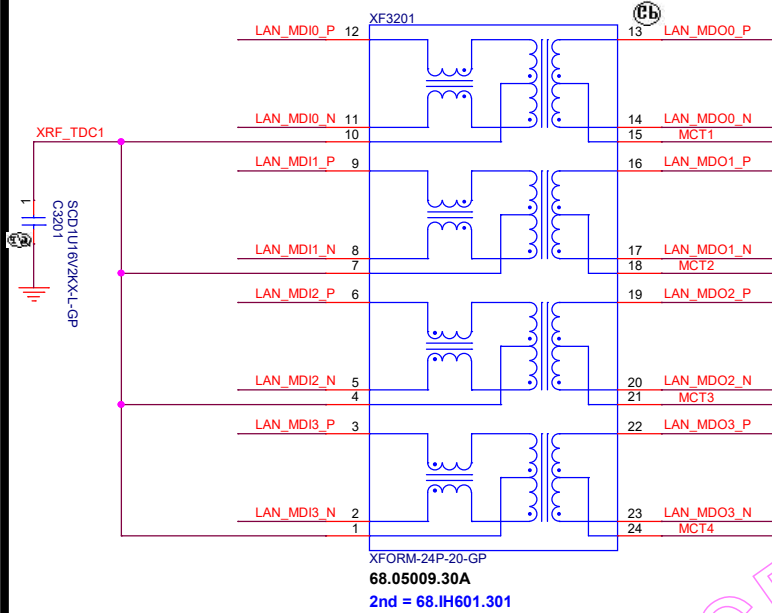 XF3201
LAN_MDI0_P 12
13 LAN_MDO0_P
LAN_MDI0_N 11
14 LAN_MDO0_N
XRF_TDC1
10
15 MCT1
LAN_MDI1_P 9
16 LAN_MDO1_P
1
SCD1U16V2KX-L-GP
C3201
LAN_MDI1_N 8
17 LAN_MDO1_N
7
18 MCT2
LAN_MDI2_P 6
19 LAN_MDO2_P
LAN_MDI2_N 5
20 LAN_MDO2_N
4
21 MCT3
LAN_MDI3_P 3
22 LAN_MDO3_P
LAN_MDI3_N 2
23 LAN_MDO3_N
1
24 MCT4
XFORM-24P-20-GP
68.05009.30A
2nd = 68.IH601.301